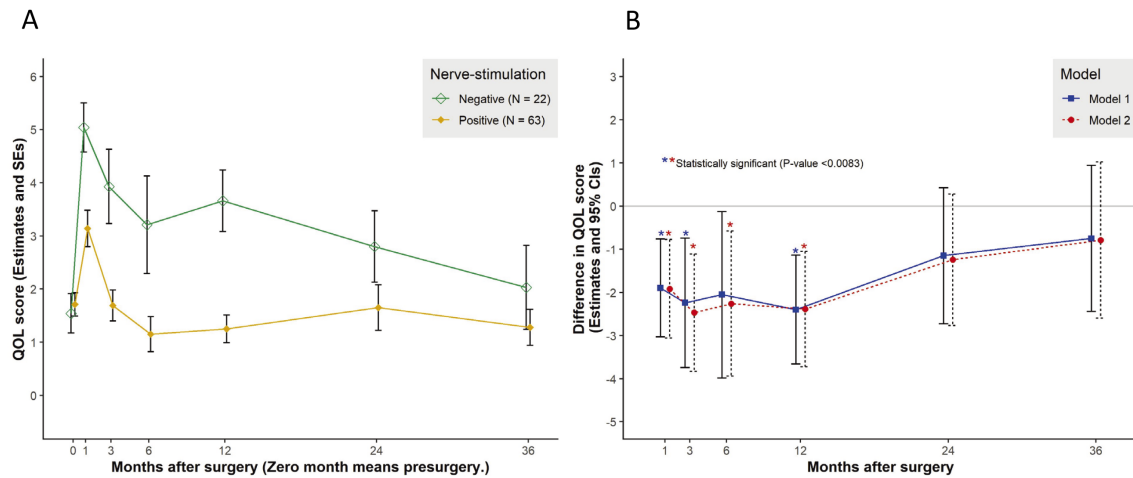 A
QOL score (Estimates and SEs)
6
5
4
3
2
1
0
Nerve-stimulation
Negative (N = 22)
Positive (N = 63)
0 1 3 6 12 24 36
Months after surgery (Zero month means presurgery.)
B
Difference in QOL score
(Estimates and 95% CIs)
3
2
1
0
-1
-2
-3
-4
-5
Model
Model 1
Model 2
**Statistically significant (P-value <0.0083)
* * * * * * *
1 3 6 12 24 36
Months after surgery